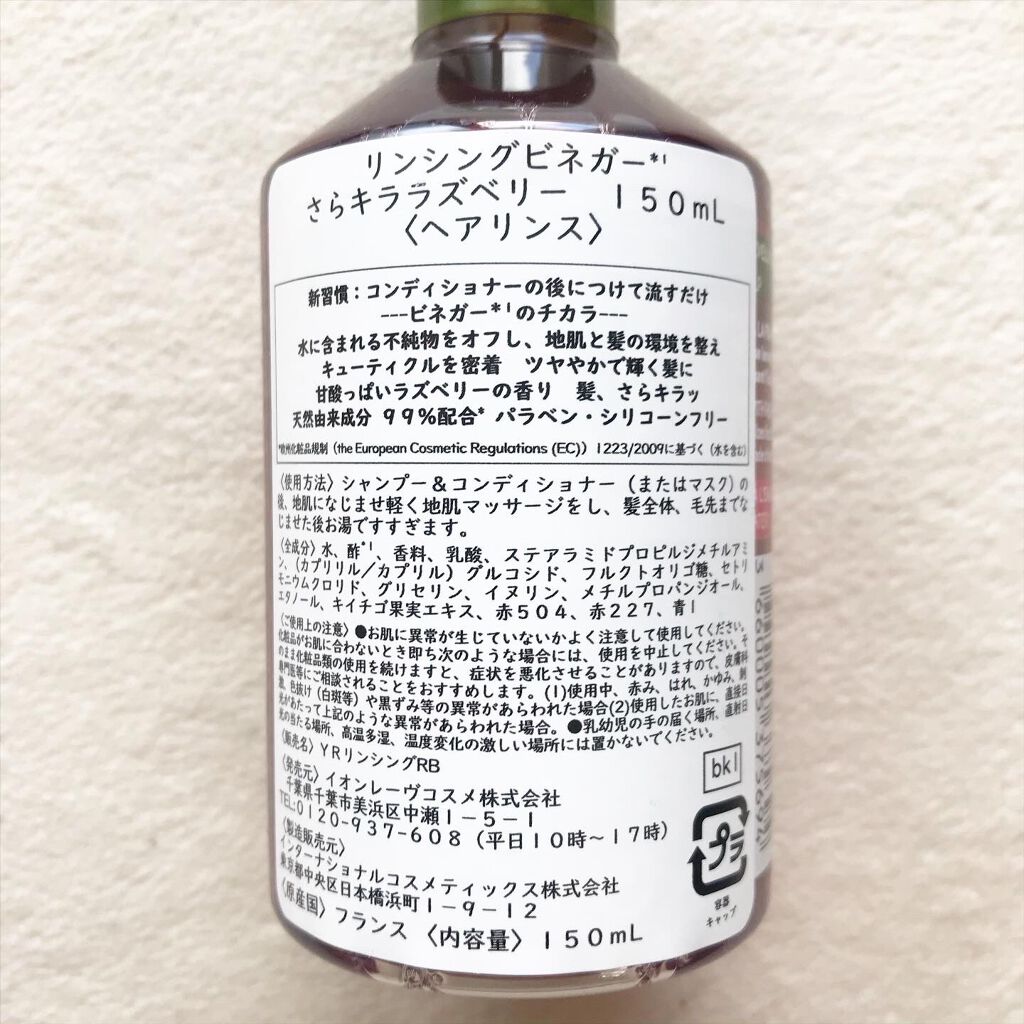 リンシングビネガー*¹
さらキララズベリー 150mL
〈ヘアリンス〉
新習慣：コンディショナーの後につけて流すだけ
---ビネガー*¹のチカラ---
水に含まれる不純物をオフし、地肌と髪の環境を整え
キューティクルを密着 ツヤやかで輝く髪に
甘酸っぱいラズベリーの香り 髪、さらキラッ
天然由来成分 99%配合* パラベン・シリコーンフリー
*欧州化粧品規制（the European Cosmetic Regulations (EC)）1223/2009に基づく（水を含む）
〈使用方法〉シャンプー＆コンディショナー（またはマスク）の
後、地肌になじませ軽く地肌マッサージをし、髪全体、毛先までな
じませた後お湯ですすぎます。
〈全成分〉水、酢*¹、香料、乳酸、ステアラミドプロピルジメチルアミ
ン、（カプリリル／カプリル）グルコシド、フルクトオリゴ糖、セトリ
モニウムクロリド、グリセリン、イヌリン、メチルプロパンジオール、
エタノール、キイチゴ果実エキス、赤504、赤227、青1
〈ご使用上の注意〉●お肌に異常が生じていないかよく注意して使用してください。
化粧品がお肌に合わないとき即ち次のような場合には、使用を中止してください。そ
のまま化粧品類の使用を続けますと、症状を悪化させることがありますので、皮膚科
専門医等にご相談されることをおすすめします。(1)使用中、赤み、はれ、かゆみ、刺
激、色抜け（白斑等）や黒ずみ等の異常があらわれた場合(2)使用したお肌に、直接日
光があたって上記のような異常があらわれた場合。●乳幼児の手の届く場所、直射日
光の当たる場所、高温多湿、温度変化の激しい場所には置かないでください。
〈販売名〉YRリンシングRB
〈発売元〉イオンレーヴコスメ株式会社
千葉県千葉市美浜区中瀬1－5－1
TEL:0120-937-608（平日10時～17時）
〈製造販売元〉
インターナショナルコスメティックス株式会社
東京都中央区日本橋浜町1－9－12
〈原産国〉フランス 〈内容量〉150mL
bkl
プラ
容器
キャップ